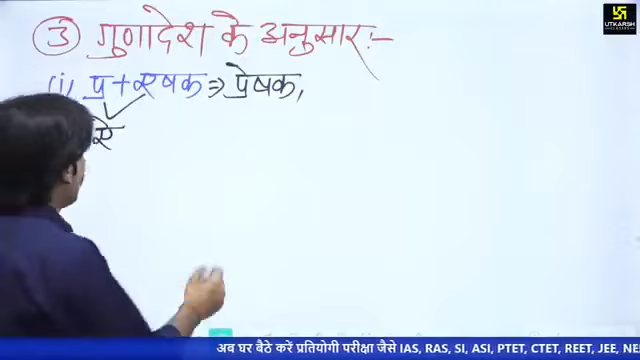 ③ गुणादेश के अनुसार:-
(i) प्र + एषक ⇒ प्रेषक,
ऐ
UTKARSH
CLASSES
अब घर बैठे करें प्रतियोगी परीक्षा जैसे IAS, RAS, SI, ASI, PTET, CTET, REET, JEE, NE